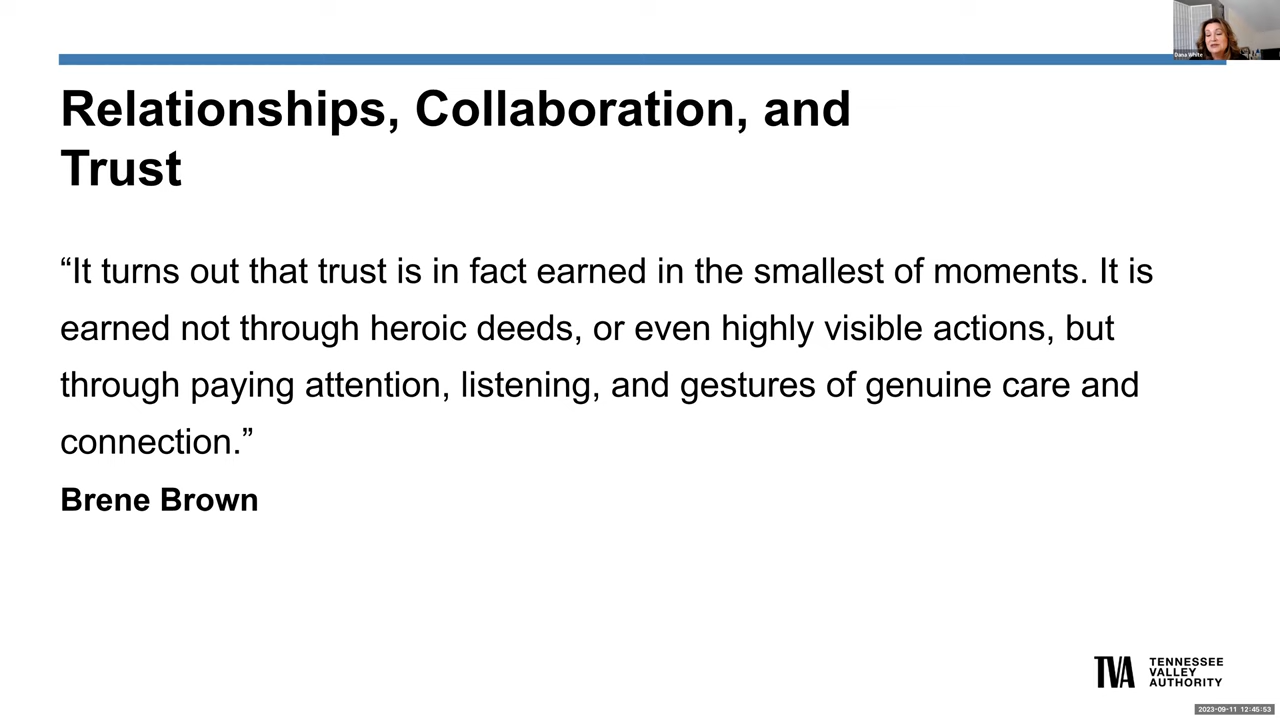 Dana White
Relationships, Collaboration, and
Trust
“It turns out that trust is in fact earned in the smallest of moments. It is
earned not through heroic deeds, or even highly visible actions, but
through paying attention, listening, and gestures of genuine care and
connection.”
Brene Brown
TVA
TENNESSEE
VALLEY
AUTHORITY
2023-09-11 12:45:53